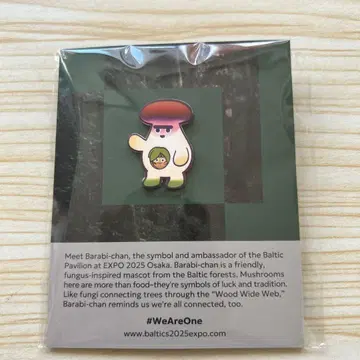 Meet Barabi-chan, the symbol and ambassador of the Baltic
Pavilion at EXPO 2025 Osaka. Barabi-chan is a friendly,
fungus-inspired mascot from the Baltic forests. Mushrooms
here are more than food–they're symbols of luck and tradition.
Like fungi connecting trees through the "Wood Wide Web,"
Barabi-chan reminds us we're all connected, too.
#WeAreOne
www.baltics2025expo.com